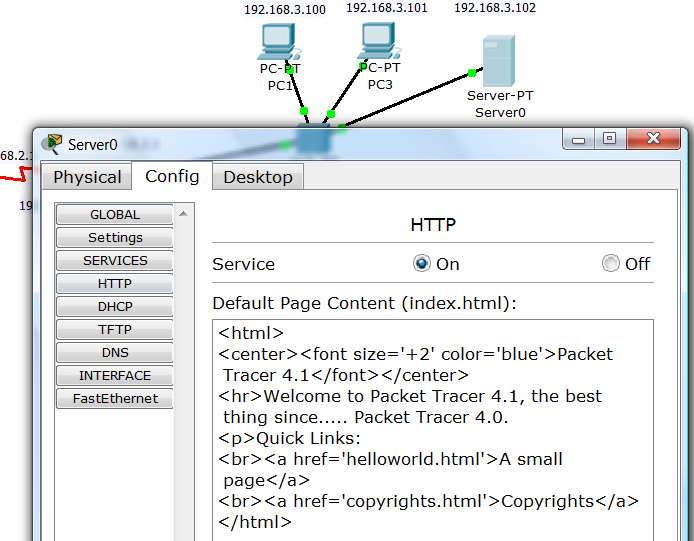 192.168.3.100
192.168.3.101
192.168.3.102
PC-PT
PC1
PC-PT
PC3
Server-PT
Server0
Server0
68.2.1
19
Physical
Config
Desktop
GLOBAL
Settings
SERVICES
HTTP
DHCP
TFTP
DNS
INTERFACE
FastEthernet
HTTP
Service
On
Off
Default Page Content (index.html):
<html>
<center><font size='+2' color='blue'>Packet
Tracer 4.1</font></center>
<hr>Welcome to Packet Tracer 4.1, the best
thing since..... Packet Tracer 4.0.
<p>Quick Links:
<br><a href='helloworld.html'>A small
page</a>
<br><a href='copyrights.html'>Copyrights</a>
</html>